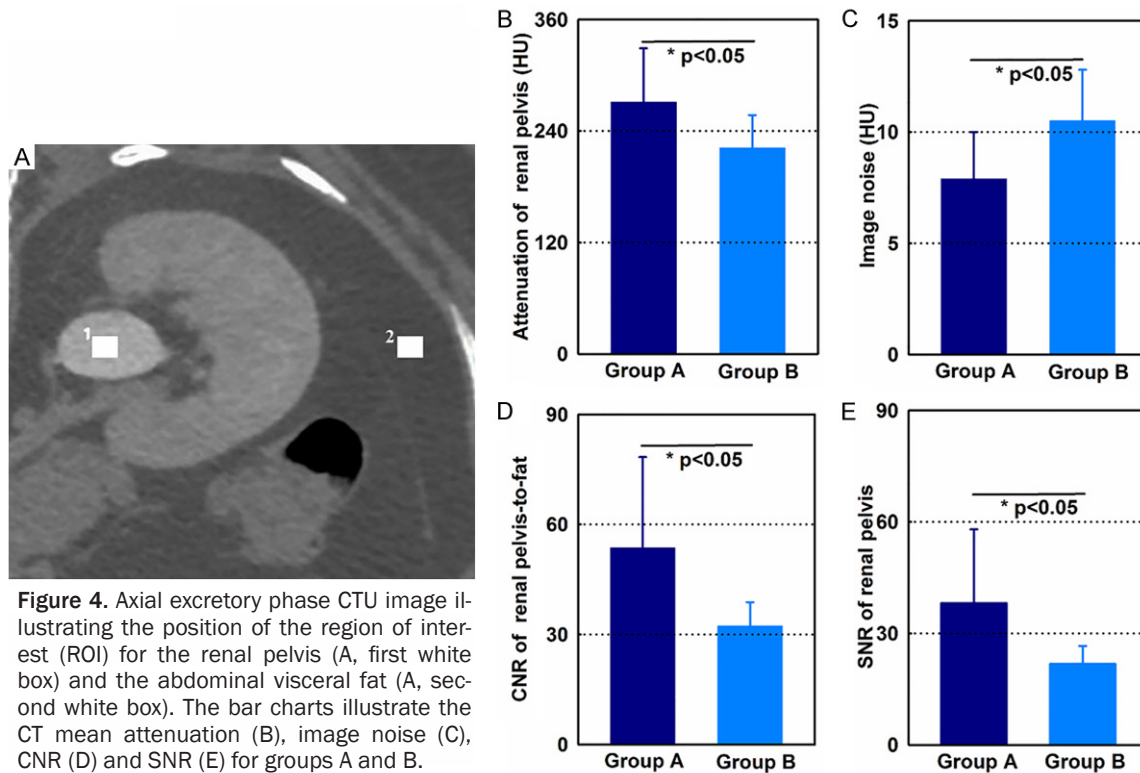 A
1
2
Figure 4. Axial excretory phase CTU image il-
lustrating the position of the region of inter-
est (ROI) for the renal pelvis (A, first white
box) and the abdominal visceral fat (A, sec-
ond white box). The bar charts illustrate the
CT mean attenuation (B), image noise (C),
CNR (D) and SNR (E) for groups A and B.
B
Attenuation of renal pelvis (HU)
360
240
120
0
* p<0.05
Group A
Group B
C
Image noise (HU)
15
10
5
0
* p<0.05
Group A
Group B
D
CNR of renal pelvis-to-fat
90
60
30
0
* p<0.05
Group A
Group B
E
SNR of renal pelvis
90
60
30
0
* p<0.05
Group A
Group B